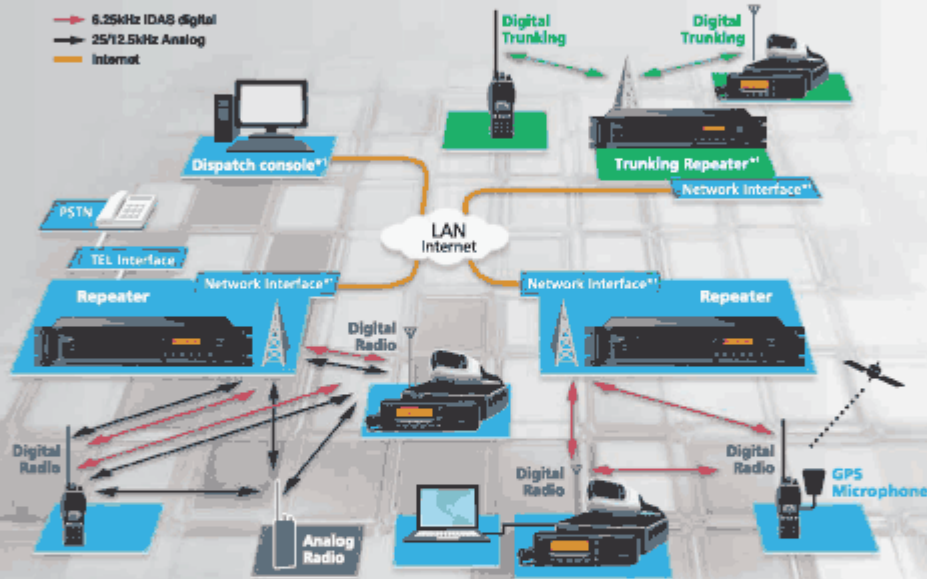 6.25kHz IDAS digital
25/12.5kHz Analog
Internet
Digital
Trunking
Digital
Trunking
Dispatch console*1
Trunking Repeater*1
Network Interface*1
PSTN
LAN
Internet
TEL Interface
Network Interface*1
Repeater
Network Interface*1
Repeater
Digital
Radio
Digital
Radio
Digital
Radio
Digital
Radio
GPS
Microphone
Analog
Radio